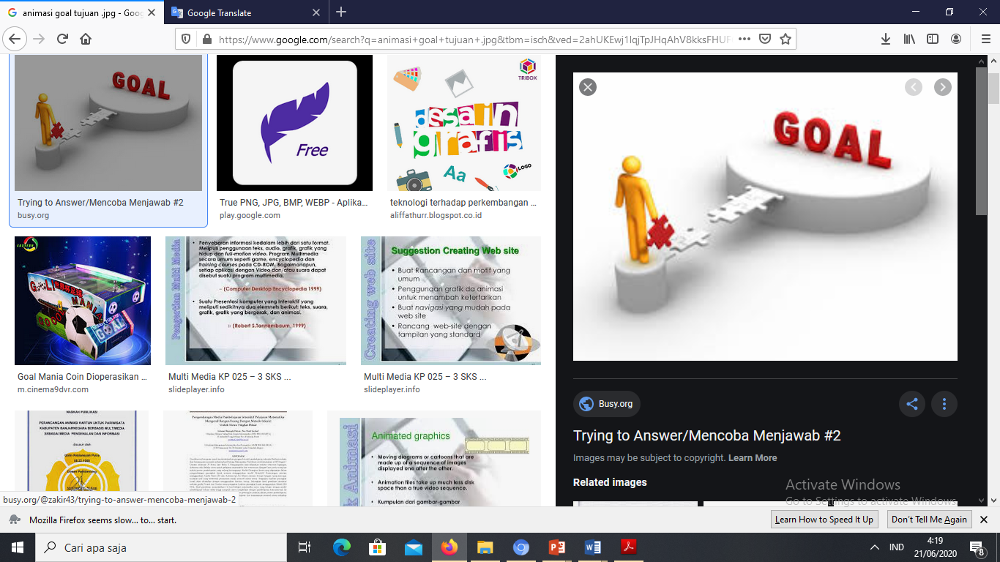 animasi goal tujuan .jpg - Goog
Google Translate
https://www.google.com/search?q=animasi+goal+tujuan+.jpg&tbm=isch&ved=2ahUKEwj1lqjTpJHqAhV8kksFHUF
GOAL
Trying to Answer/Mencoba Menjawab #2
busy.org
Free
True PNG, JPG, BMP, WEBP - Aplika...
play.google.com
TRIBOX
desain
grafis
Aa
LOGO
teknologi terhadap perkembangan ...
aliffathurr.blogspot.co.id
Goal Mania Coin Dioperasikan ...
m.cinema9dvr.com
Pengertian Multi Media
• Penyebaran informasi kedalam lebih dari satu format.
Meliputi penggunaan teks, audio, grafik, grafik yang
hidup dan full-motion video. Program Multimedia
secara umum seperti game, encyclopedia dan
training courses pada CD-ROM. Bagaimanapun,
setiap aplikasi dengan Video dan/atau suara dapat
disebut suatu program multimedia.
– (Computer Desktop Encyclopedia 1999)
• Suatu Presentasi komputer yang interaktif yang
meliputi sedikitnya dua elemnets berikut: teks, suara,
grafik, grafik yang bergerak, dan animasi.
(Robert S.Tannembaum, 1999)
Multi Media KP 025 – 3 SKS ...
slideplayer.info
Creating web site
Suggestion Creating Web site
• Buat Rancangan dan motif yang
umum
• Penggunaan grafik da animasi
untuk menambah ketertarikan
• Buat navigasi yang mudah pada
web site
• Rancang web-site dengan
tampilan yang standard
Multi Media KP 025 – 3 SKS ...
slideplayer.info
NASKAH PUBLIKASI
PERANCANGAN ANIMASI KARTUN UNTUK PARIWISATA
KABUPATEN BANJARNEGARA BERBASIS MULTIMEDIA
SEBAGAI MEDIA PENGENALAN DAN INFORMASI
Pengembangan Media Pembelajaran Interaktif Pelajaran Matematika
Mengenal Bangun Ruang Dengan Metode Inkuiri
k Animasi
Animated graphics
• Moving diagrams or cartoons that are
made up of a sequence of images
displayed one after the other.
• Animation files take up much less disk
space than a true video sequence.
• Kumpulan dari gambar-gambar
GOAL
Busy.org
Trying to Answer/Mencoba Menjawab #2
Images may be subject to copyright. Learn More
Related images
Activate Windows
Go to Settings to activate Windows.
busy.org/@zakir43/trying-to-answer-mencoba-menjawab-2
Mozilla Firefox seems slow... to... start.
Learn How to Speed It Up
Don't Tell Me Again
Cari apa saja
IND
4:19
21/06/2020
8